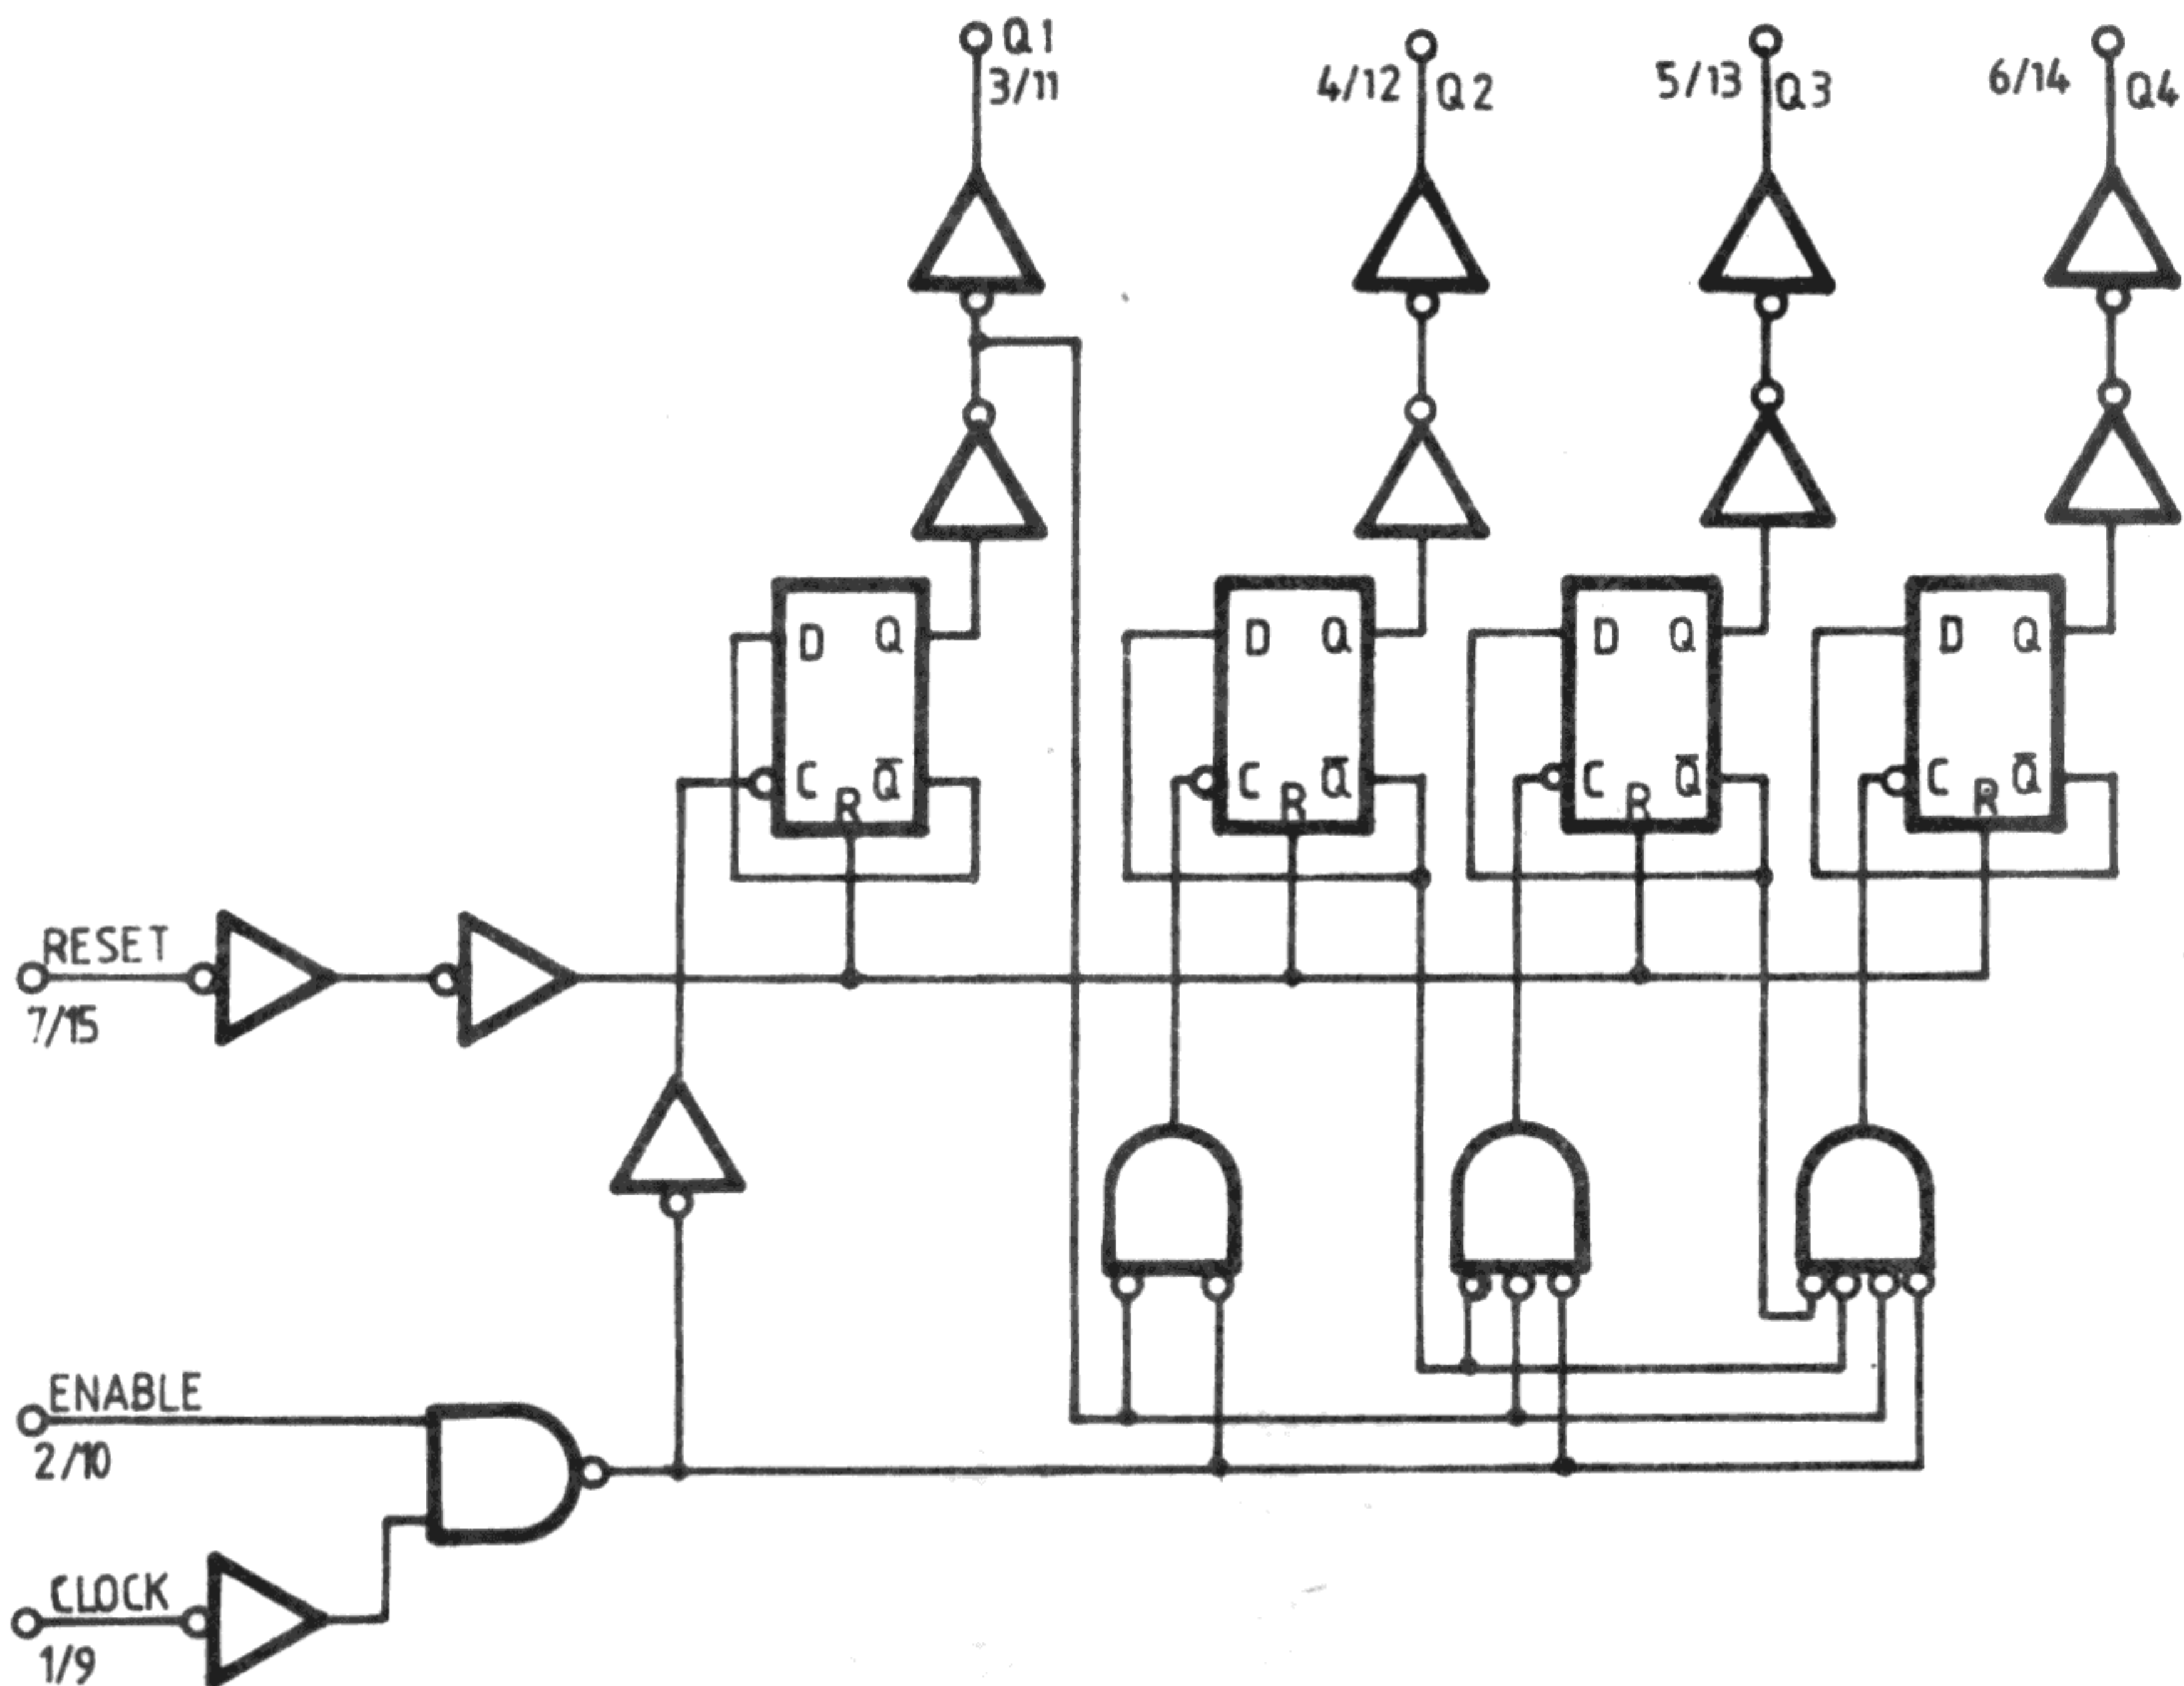 Q1
3/11
4/12 Q2
5/13 Q3
6/14 Q4
D Q
C R Q̅
D Q
C R Q̅
D Q
C R Q̅
D Q
C R Q̅
RESET
7/15
ENABLE
2/10
CLOCK
1/9